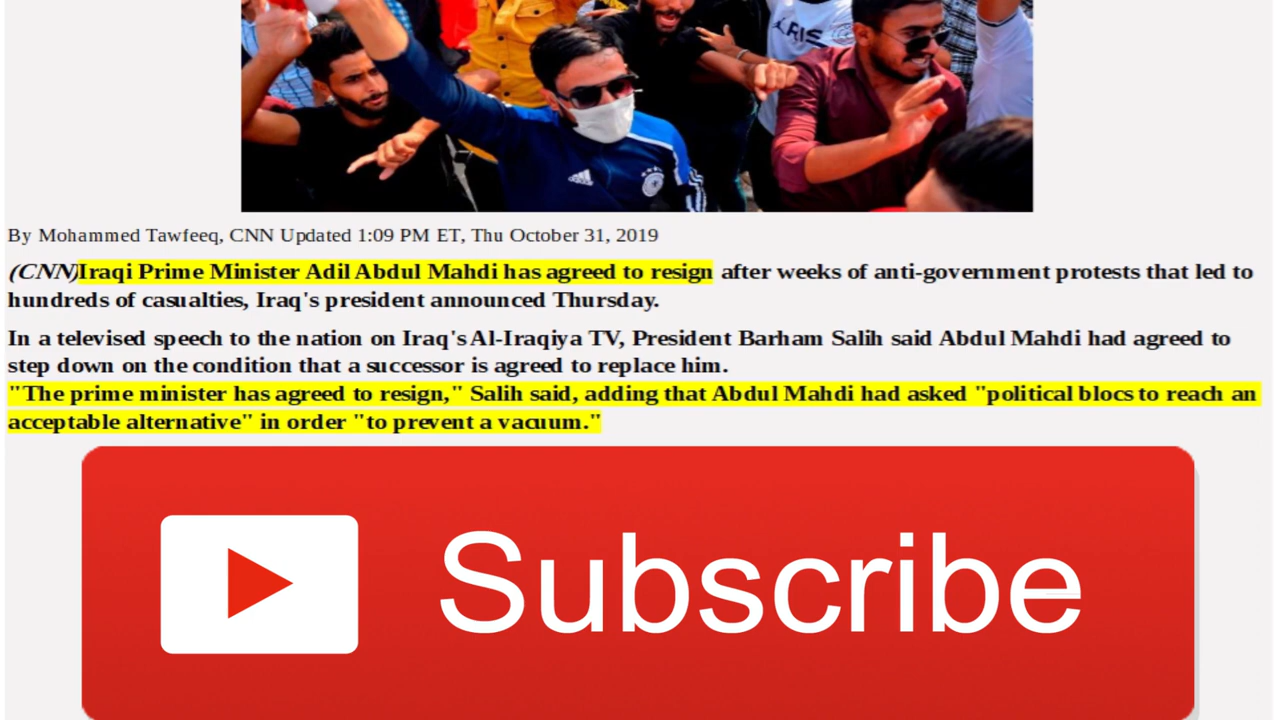 RIS
By Mohammed Tawfeeq, CNN Updated 1:09 PM ET, Thu October 31, 2019
(CNN)Iraqi Prime Minister Adil Abdul Mahdi has agreed to resign after weeks of anti-government protests that led to
hundreds of casualties, Iraq's president announced Thursday.
In a televised speech to the nation on Iraq's Al-Iraqiya TV, President Barham Salih said Abdul Mahdi had agreed to
step down on the condition that a successor is agreed to replace him.
"The prime minister has agreed to resign," Salih said, adding that Abdul Mahdi had asked "political blocs to reach an
acceptable alternative" in order "to prevent a vacuum."
Subscribe